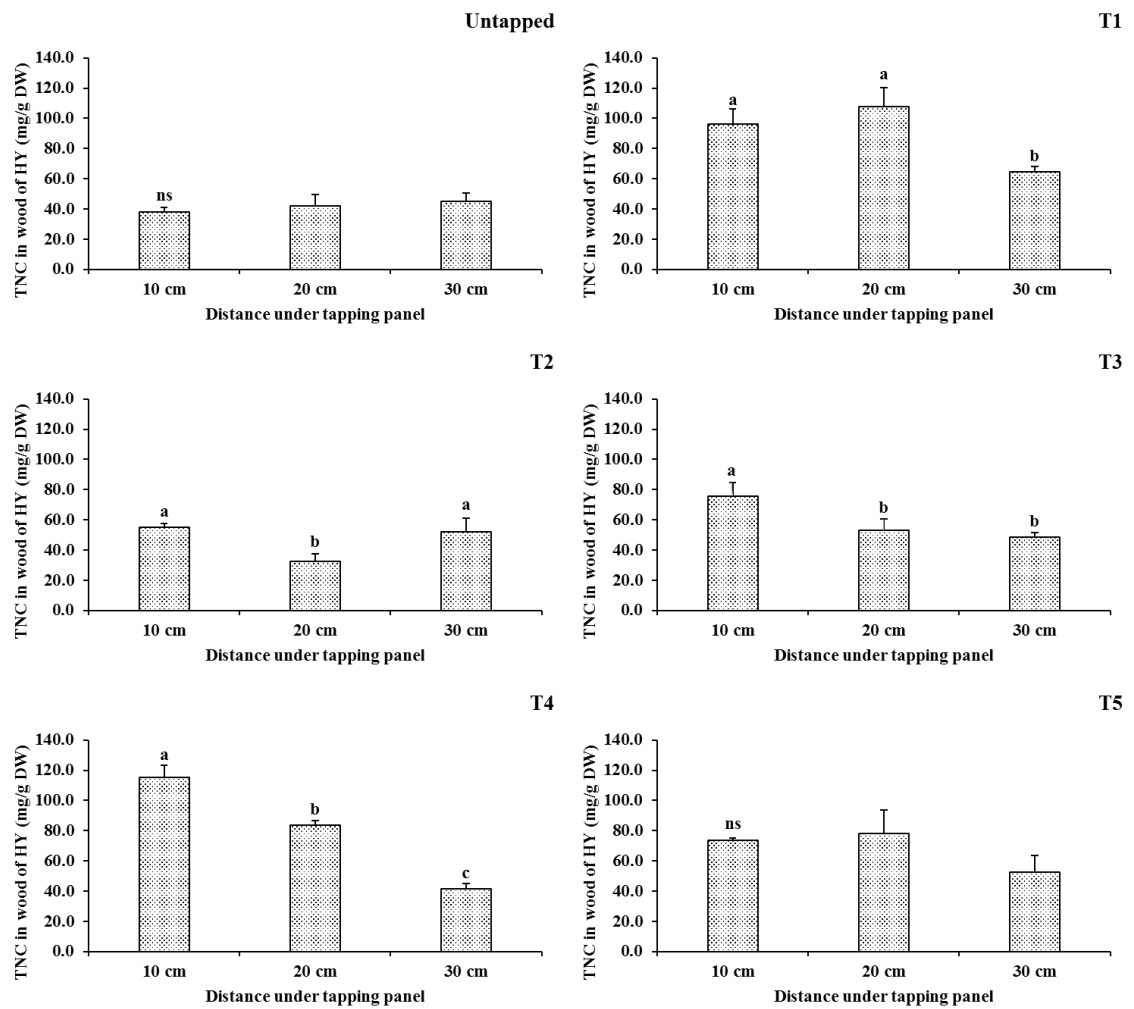 Untapped
TNC in wood of HY (mg/g DW)
140.0
120.0
100.0
80.0
60.0
40.0
20.0
0.0
ns
10 cm 20 cm 30 cm
Distance under tapping panel
T1
TNC in wood of HY (mg/g DW)
140.0
120.0
100.0
80.0
60.0
40.0
20.0
0.0
a a b
10 cm 20 cm 30 cm
Distance under tapping panel
T2
TNC in wood of HY (mg/g DW)
140.0
120.0
100.0
80.0
60.0
40.0
20.0
0.0
a b a
10 cm 20 cm 30 cm
Distance under tapping panel
T3
TNC in wood of HY (mg/g DW)
140.0
120.0
100.0
80.0
60.0
40.0
20.0
0.0
a b b
10 cm 20 cm 30 cm
Distance under tapping panel
T4
TNC in wood of HY (mg/g DW)
140.0
120.0
100.0
80.0
60.0
40.0
20.0
0.0
a b c
10 cm 20 cm 30 cm
Distance under tapping panel
T5
TNC in wood of HY (mg/g DW)
140.0
120.0
100.0
80.0
60.0
40.0
20.0
0.0
ns
10 cm 20 cm 30 cm
Distance under tapping panel